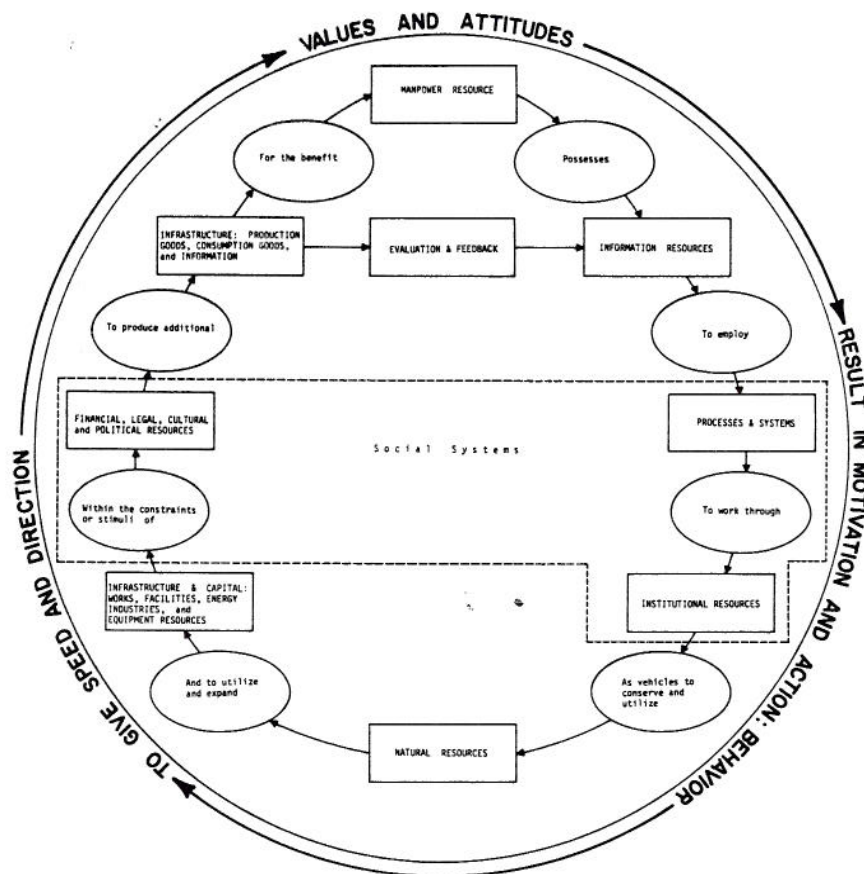 VALUES AND ATTITUDES
MANPOWER RESOURCE
For the benefit
Possesses
INFRASTRUCTURE: PRODUCTION
GOODS, CONSUMPTION GOODS,
and INFORMATION
EVALUATION & FEEDBACK
INFORMATION RESOURCES
To produce additional
To employ
RESULT IN MOTIVATION AND ACTION: BEHAVIOR
FINANCIAL, LEGAL, CULTURAL
and POLITICAL RESOURCES
Social Systems
PROCESSES & SYSTEMS
Within the constraints
or stimuli of
To work through
INFRASTRUCTURE & CAPITAL:
WORKS, FACILITIES, ENERGY
INDUSTRIES, and
EQUIPMENT RESOURCES
INSTITUTIONAL RESOURCES
And to utilize
and expand
As vehicles to
conserve and
utilize
NATURAL RESOURCES
TO GIVE SPEED AND DIRECTION